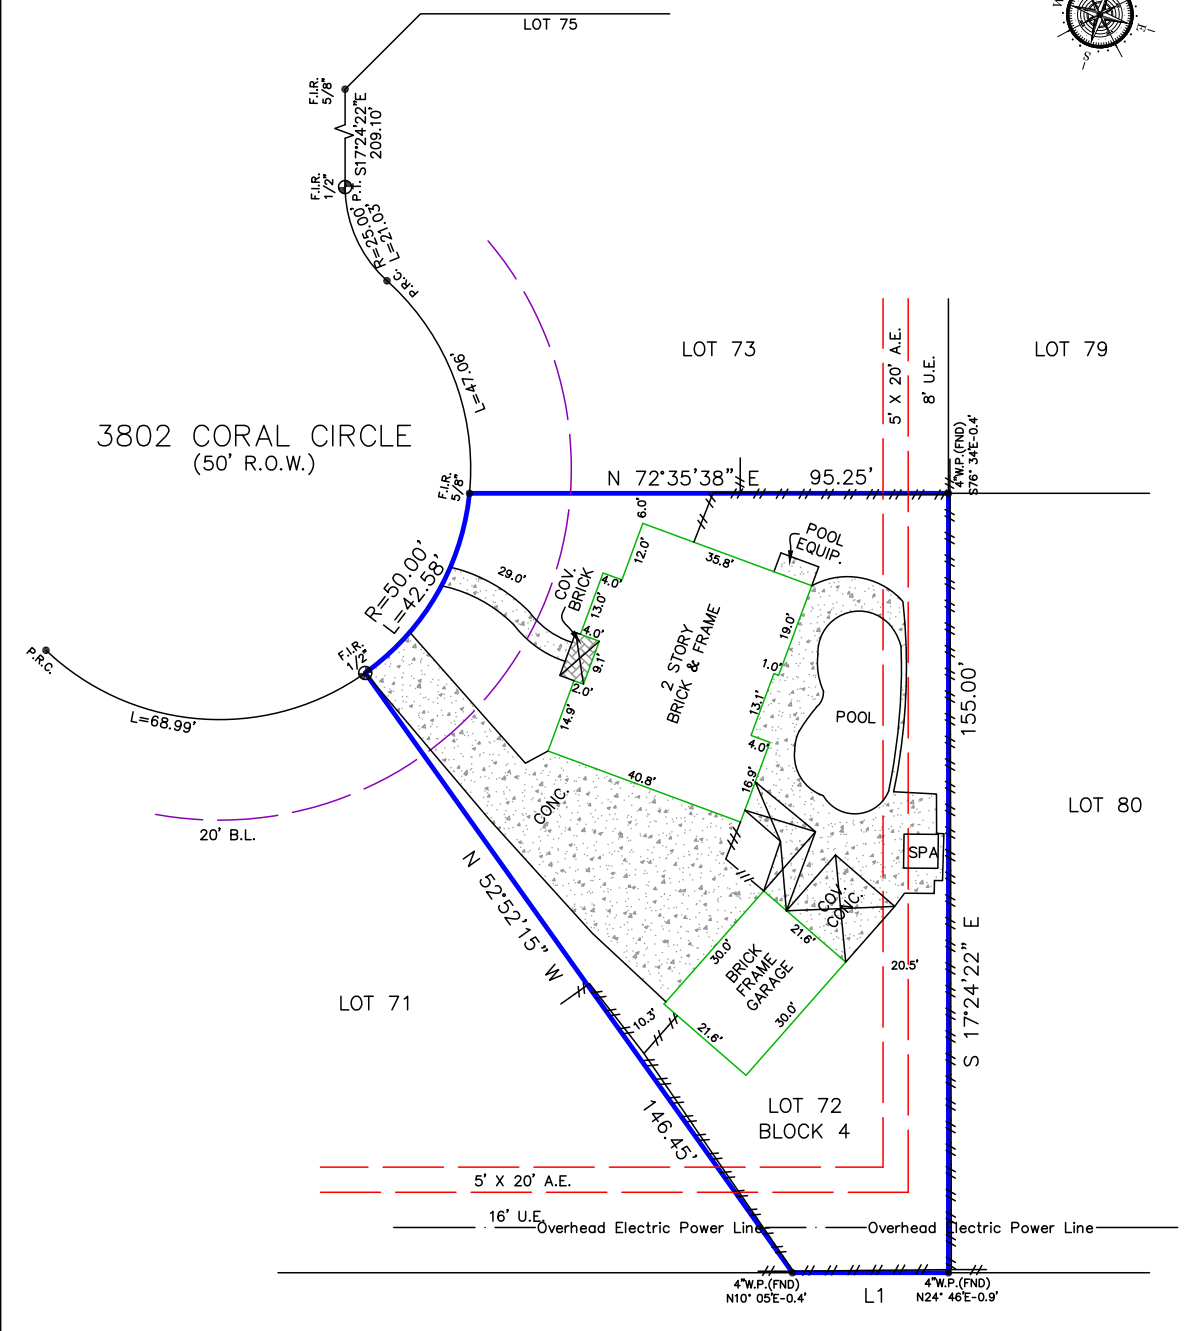 LOT 75
W
E
S
F.I.R.
5/8"
S17°24'22"E
209.10'
F.I.R.
1/2"
P.I.
R=25.00'
L=21.03'
P.R.C.
L=47.06'
LOT 73
LOT 79
5' X 20' A.E.
8' U.E.
3802 CORAL CIRCLE
(50' R.O.W.)
4"W.P.(FND)
S76° 34'E-0.4'
F.I.R.
5/8"
N 72°35'38" E 95.25'
6.0'
12.0'
35.8'
POOL
EQUIP.
R=50.00'
L=42.58'
29.0'
COV.
BRICK
4.0'
13.0'
4.0'
9.1'
2.0'
14.9'
2 STORY
BRICK & FRAME
19.0'
1.0'
13.1'
4.0'
16.9'
40.8'
POOL
155.00'
F.I.R.
1/2"
P.R.C.
L=68.99'
20' B.L.
CONC.
LOT 80
SPA
COV.
CONC.
N 52°52'15" W
30.0'
21.6'
BRICK
FRAME
GARAGE
20.5'
S 17°24'22" E
LOT 71
10.3'
21.6'
30.0'
LOT 72
BLOCK 4
146.45'
5' X 20' A.E.
16' U.E.
Overhead Electric Power Line
Overhead Electric Power Line
4"W.P.(FND)
N10° 05'E-0.4'
L1
4"W.P.(FND)
N24° 46'E-0.9'